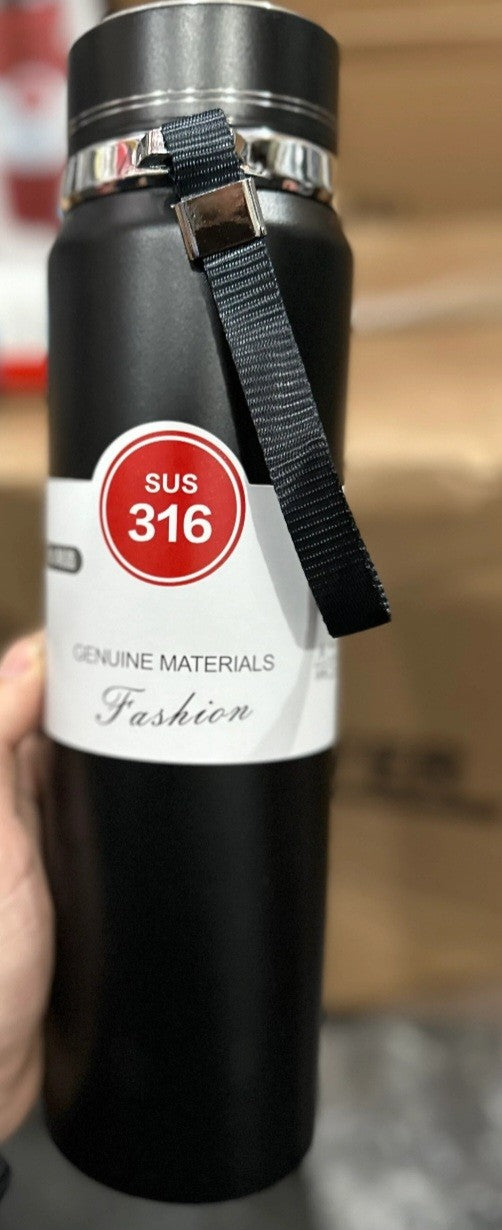 SUS
316
GENUINE MATERIALS
Fashion